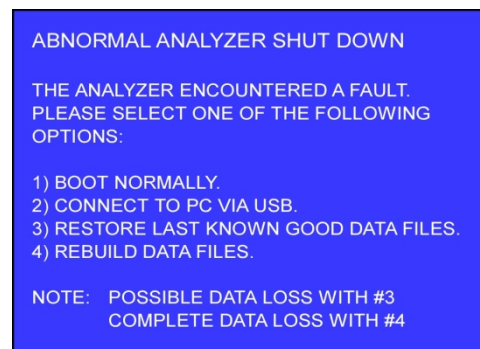 ABNORMAL ANALYZER SHUT DOWN
THE ANALYZER ENCOUNTERED A FAULT.
PLEASE SELECT ONE OF THE FOLLOWING
OPTIONS:
1) BOOT NORMALLY.
2) CONNECT TO PC VIA USB.
3) RESTORE LAST KNOWN GOOD DATA FILES.
4) REBUILD DATA FILES.
NOTE: POSSIBLE DATA LOSS WITH #3
COMPLETE DATA LOSS WITH #4